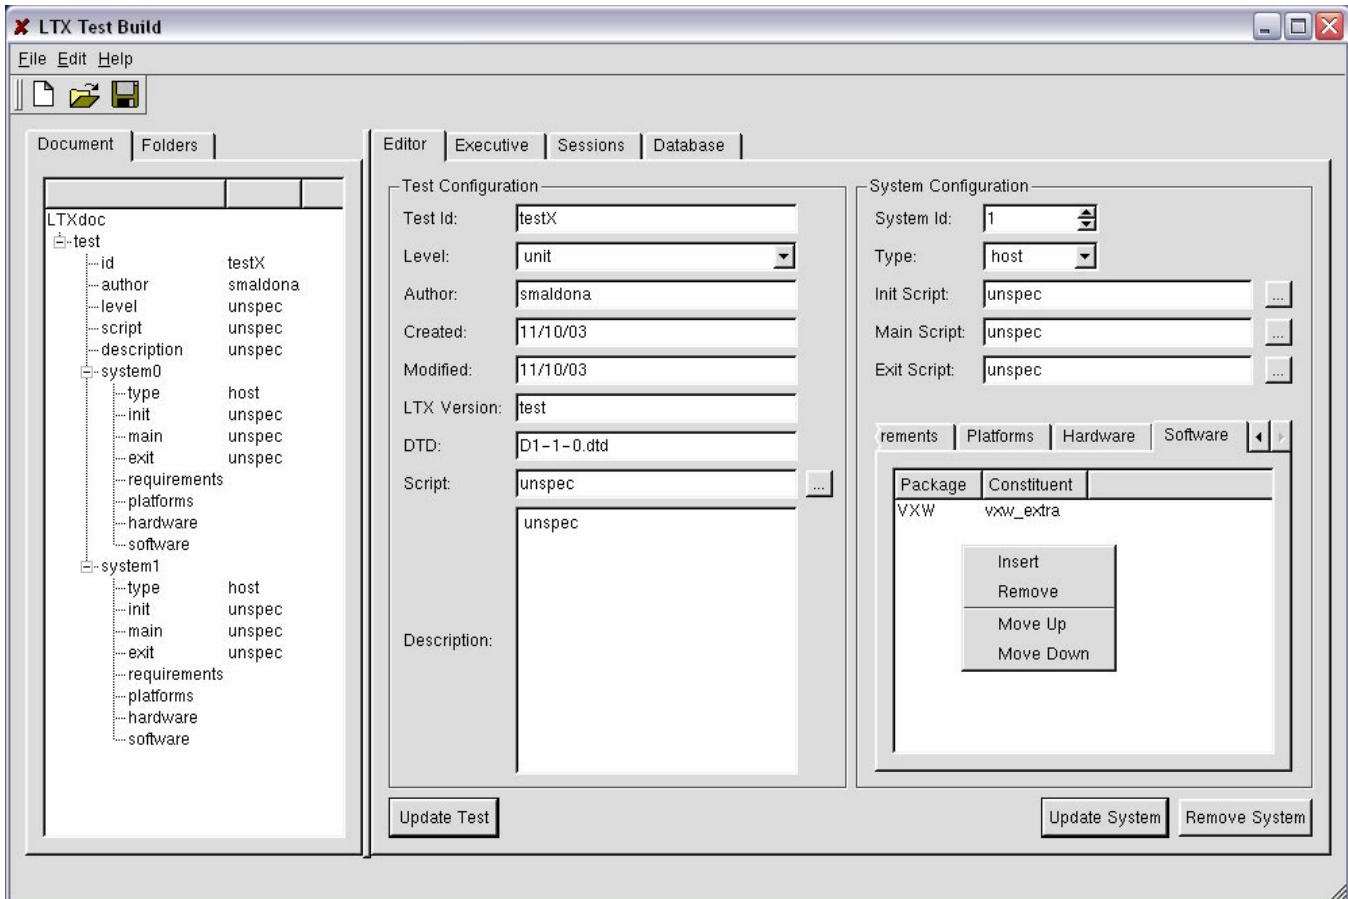 LTX Test Build
File Edit Help
Document Folders
LTXdoc
test
id testX
author smaldona
level unspec
script unspec
description unspec
system0
type host
init unspec
main unspec
exit unspec
requirements
platforms
hardware
software
system1
type host
init unspec
main unspec
exit unspec
requirements
platforms
hardware
software
Editor Executive Sessions Database
Test Configuration
Test Id: testX
Level: unit
Author: smaldona
Created: 11/10/03
Modified: 11/10/03
LTX Version: test
DTD: D1-1-0.dtd
Script: unspec ...
Description: unspec
Update Test
System Configuration
System Id: 1
Type: host
Init Script: unspec ...
Main Script: unspec ...
Exit Script: unspec ...
rements Platforms Hardware Software
Package Constituent
VXW vxw_extra
Insert
Remove
Move Up
Move Down
Update System Remove System